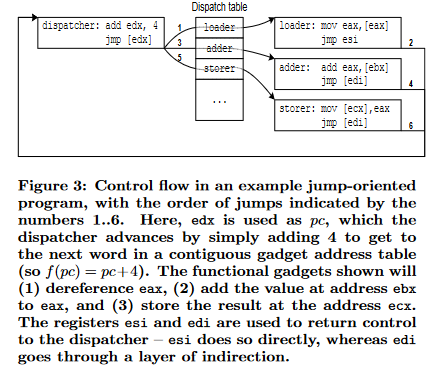 Dispatch table
dispatcher: add edx, 4
jmp [edx]
1
3
5
loader
adder
storer
...
loader: mov eax,[eax]
jmp esi
2
adder: add eax,[ebx]
jmp [edi]
4
storer: mov [ecx],eax
jmp [edi]
6
Figure 3: Control flow in an example jump-oriented
program, with the order of jumps indicated by the
numbers 1..6. Here, edx is used as pc, which the
dispatcher advances by simply adding 4 to get to
the next word in a contiguous gadget address table
(so f(pc) = pc+4). The functional gadgets shown will
(1) dereference eax, (2) add the value at address ebx
to eax, and (3) store the result at the address ecx.
The registers esi and edi are used to return control
to the dispatcher – esi does so directly, whereas edi
goes through a layer of indirection.